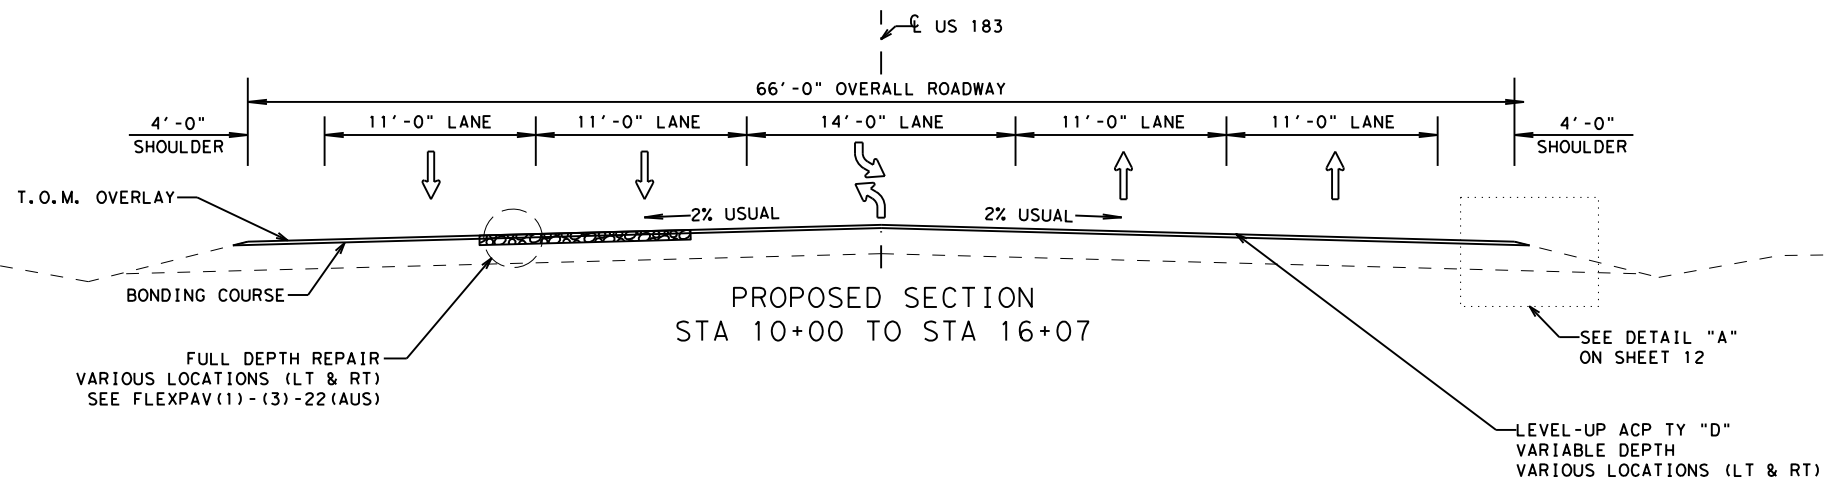 ℄ US 183
66'-0" OVERALL ROADWAY
4'-0"
SHOULDER
11'-0" LANE
11'-0" LANE
14'-0" LANE
11'-0" LANE
11'-0" LANE
4'-0"
SHOULDER
T.O.M. OVERLAY
2% USUAL
2% USUAL
BONDING COURSE
PROPOSED SECTION
STA 10+00 TO STA 16+07
SEE DETAIL "A"
ON SHEET 12
FULL DEPTH REPAIR
VARIOUS LOCATIONS (LT & RT)
SEE FLEXPAV(1)-(3)-22(AUS)
LEVEL-UP ACP TY "D"
VARIABLE DEPTH
VARIOUS LOCATIONS (LT & RT)